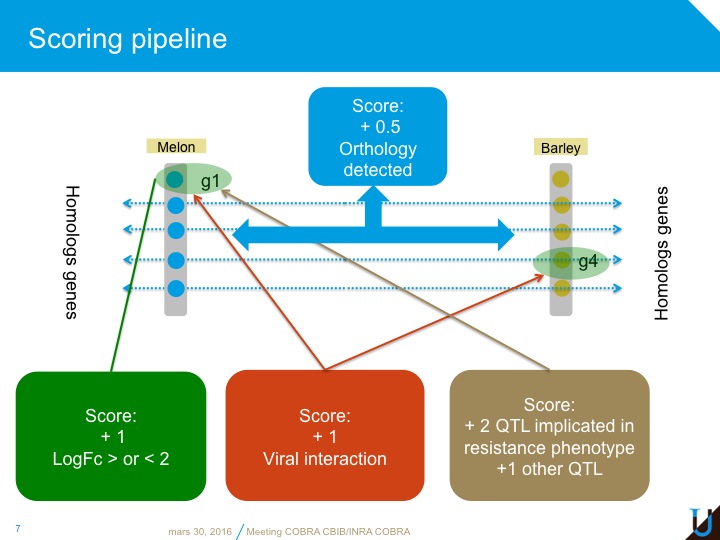 Scoring pipeline
Score:
+ 0.5
Orthology
detected
Melon
Barley
g1
g4
Homologs genes
Homologs genes
Score:
+ 1
LogFc > or < 2
Score:
+ 1
Viral interaction
Score:
+ 2 QTL implicated in
resistance phenotype
+1 other QTL
7
mars 30, 2016
Meeting COBRA CBIB/INRA COBRA